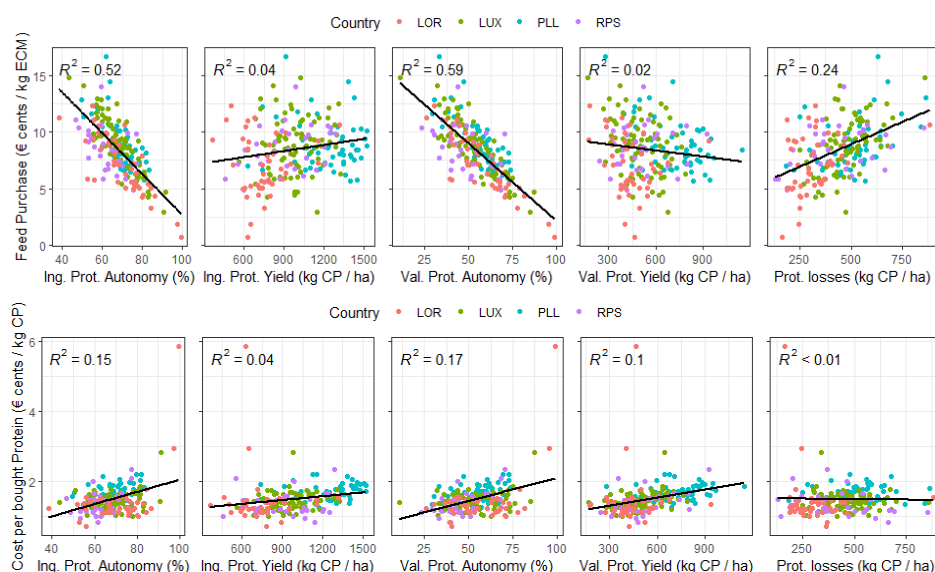 Country LOR LUX PLL RPS
Feed Purchase (€ cents / kg ECM)
15
10
5
0
R² = 0.52
R² = 0.04
R² = 0.59
R² = 0.02
R² = 0.24
40 60 80 100
600 900 1200 1500
25 50 75 100
300 600 900
250 500 750
Ing. Prot. Autonomy (%)
Ing. Prot. Yield (kg CP / ha)
Val. Prot. Autonomy (%)
Val. Prot. Yield (kg CP / ha)
Prot. losses (kg CP / ha)
Country LOR LUX PLL RPS
Cost per bought Protein (€ cents / kg CP)
6
4
2
R² = 0.15
R² = 0.04
R² = 0.17
R² = 0.1
R² < 0.01
40 60 80 100
600 900 1200 1500
25 50 75 100
300 600 900
250 500 750
Ing. Prot. Autonomy (%)
Ing. Prot. Yield (kg CP / ha)
Val. Prot. Autonomy (%)
Val. Prot. Yield (kg CP / ha)
Prot. losses (kg CP / ha)